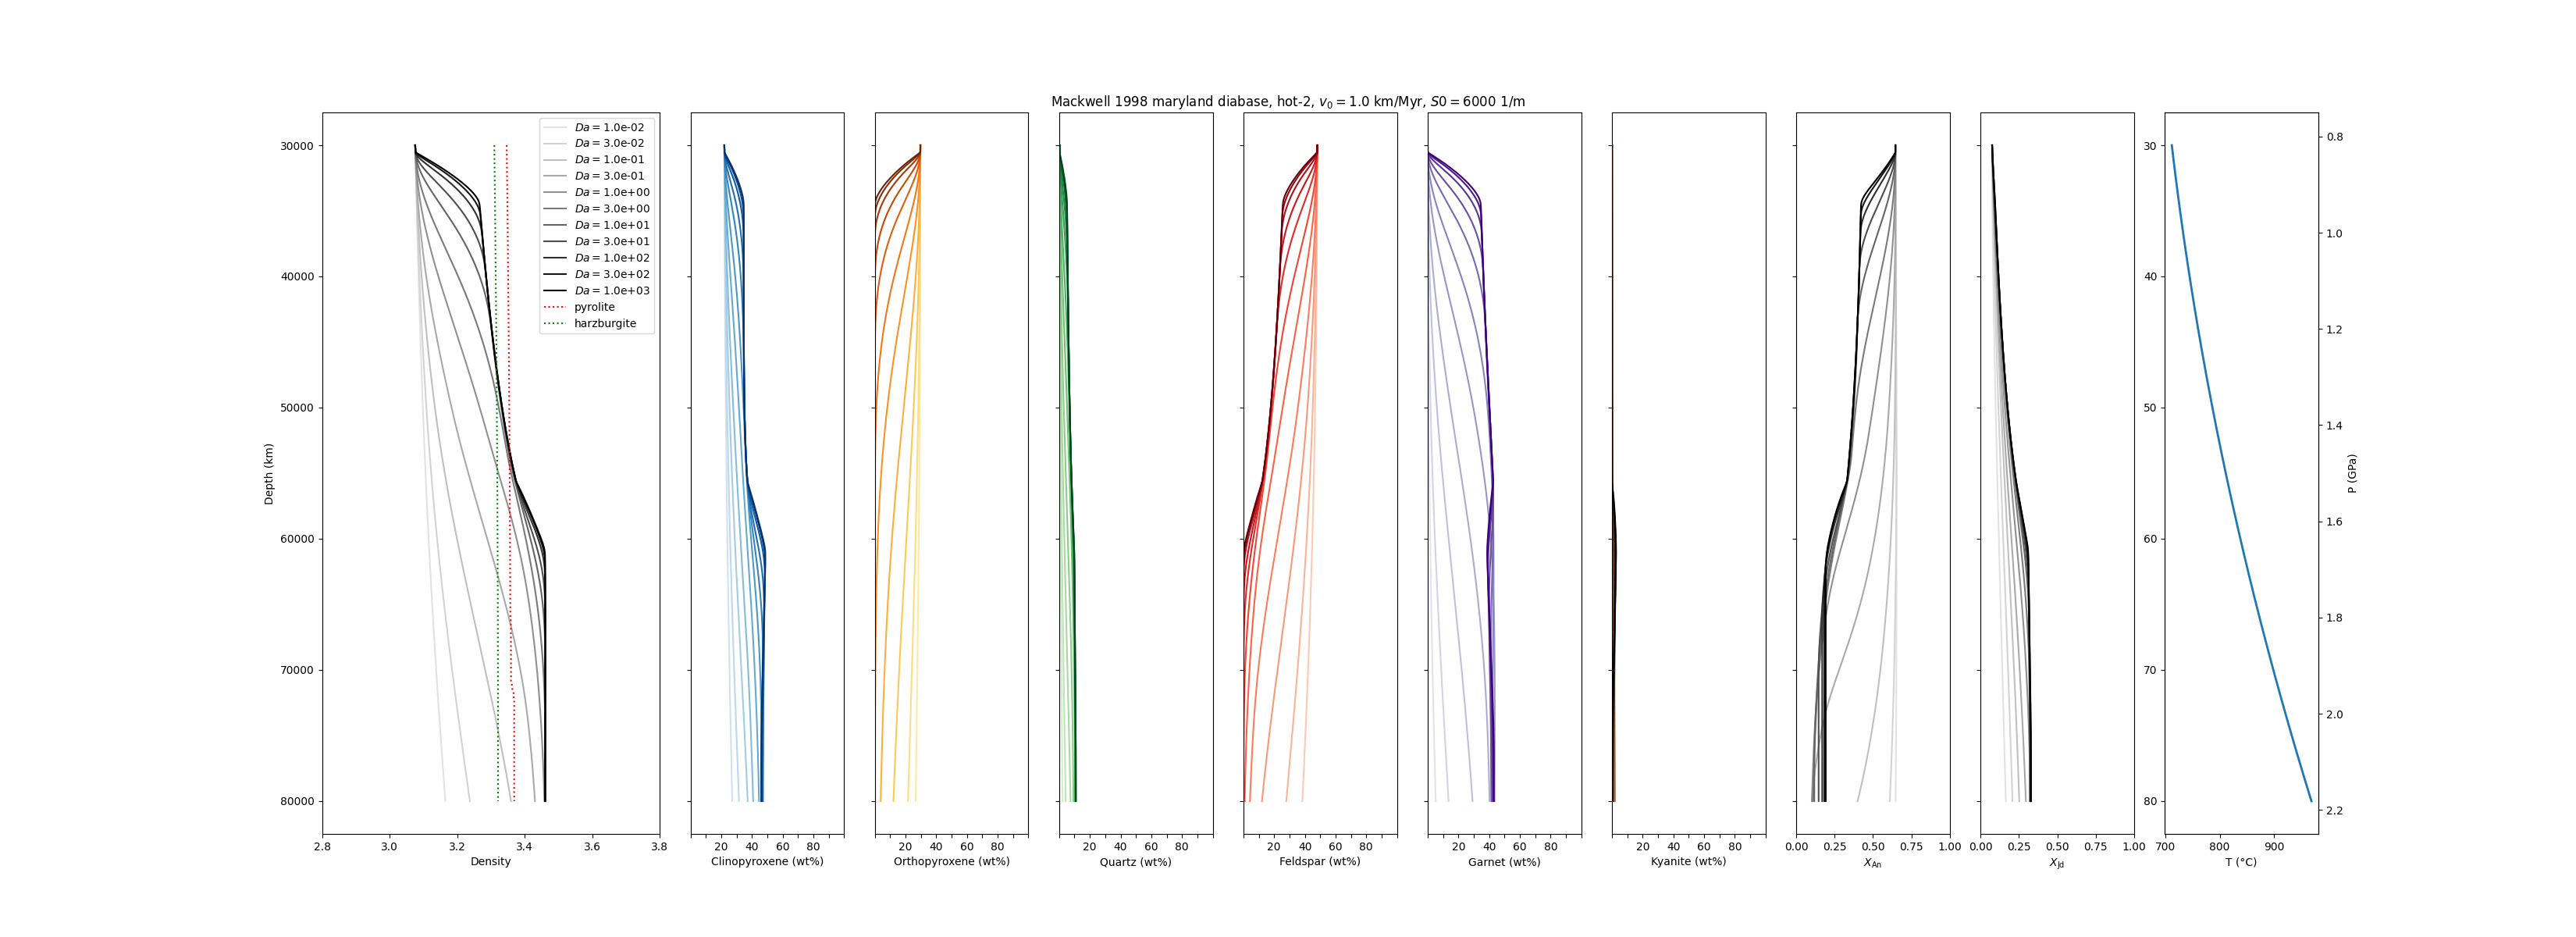 Mackwell 1998 maryland diabase, hot-2, v₀ = 1.0 km/Myr, S0 = 6000 1/m
Depth (km)
30000
40000
50000
60000
70000
80000
Da = 1.0e-02
Da = 3.0e-02
Da = 1.0e-01
Da = 3.0e-01
Da = 1.0e+00
Da = 3.0e+00
Da = 1.0e+01
Da = 3.0e+01
Da = 1.0e+02
Da = 3.0e+02
Da = 1.0e+03
pyrolite
harzburgite
2.8 3.0 3.2 3.4 3.6 3.8
Density
20 40 60 80
Clinopyroxene (wt%)
20 40 60 80
Orthopyroxene (wt%)
20 40 60 80
Quartz (wt%)
20 40 60 80
Feldspar (wt%)
20 40 60 80
Garnet (wt%)
20 40 60 80
Kyanite (wt%)
0.00 0.25 0.50 0.75 1.00
X_An
0.00 0.25 0.50 0.75 1.00
X_Jd
30
40
50
60
70
80
700 800 900
T (°C)
0.8
1.0
1.2
1.4
1.6
1.8
2.0
2.2
P (GPa)